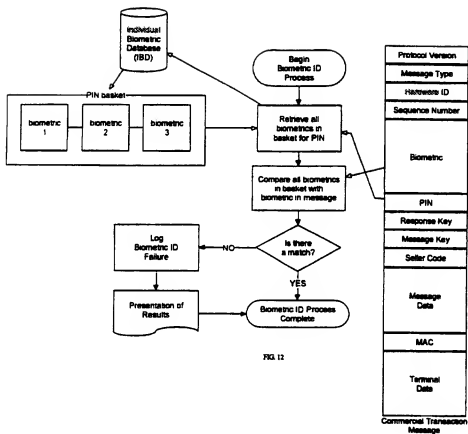 Individual
Biometric
Database
(IBD)
PIN basket
biometric
1
biometric
2
biometric
3
Begin
Biometric ID
Process
Retrieve all
biometrics in
basket for PIN
Compare all biometrics
in basket with
biometric in message
Is there
a match?
NO
YES
Log
Biometric ID
Failure
Presentation of
Results
Biometric ID Process
Complete
FIG. 12
Protocol Version
Message Type
Hardware ID
Sequence Number
Biometric
PIN
Response Key
Message Key
Seller Code
Message
Data
MAC
Terminal
Data
Commercial Transaction
Message